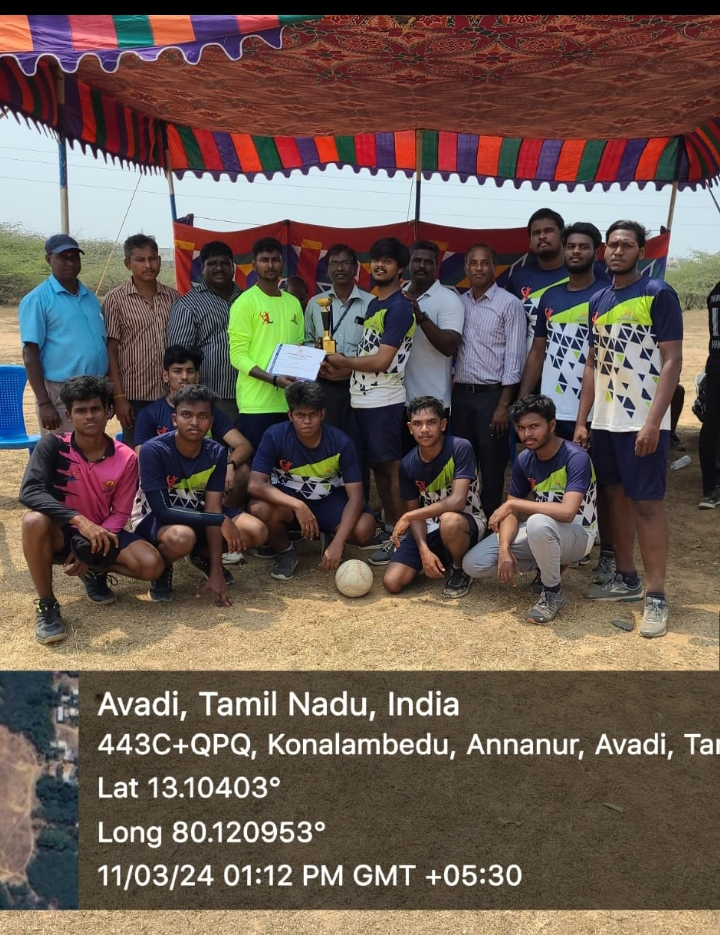 Avadi, Tamil Nadu, India
443C+QPQ, Konalambedu, Annanur, Avadi, Ta
Lat 13.10403°
Long 80.120953°
11/03/24 01:12 PM GMT +05:30